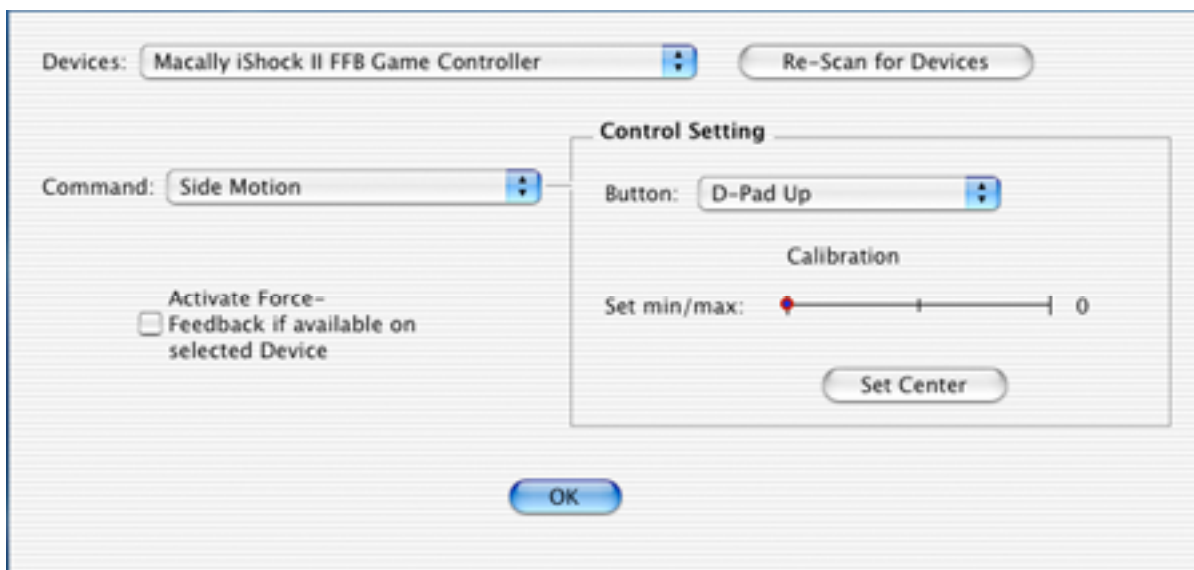 Devices: Macally iShock II FFB Game Controller Re-Scan for Devices
Control Setting
Command: Side Motion
Button: D-Pad Up
Calibration
Activate Force-
Feedback if available on
selected Device
Set min/max: 0
Set Center
OK